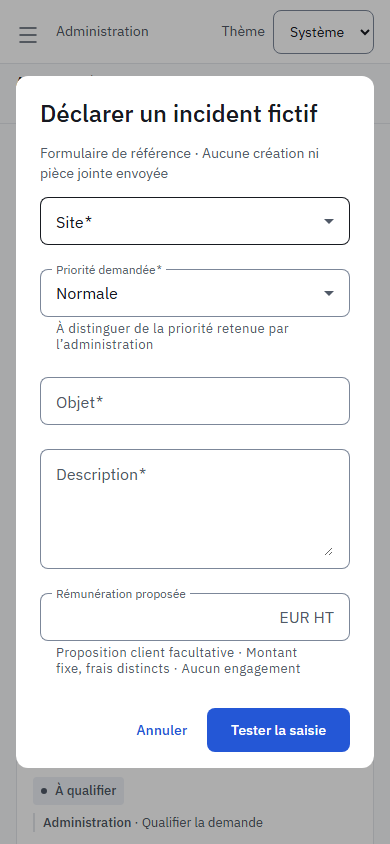 Administration
Thème
Système
Déclarer un incident fictif
Formulaire de référence · Aucune création ni
pièce jointe envoyée
Site*
Priorité demandée*
Normale
À distinguer de la priorité retenue par
l’administration
Objet*
Description*
Rémunération proposée
EUR HT
Proposition client facultative · Montant
fixe, frais distincts · Aucun engagement
Annuler
Tester la saisie
À qualifier
Administration · Qualifier la demande